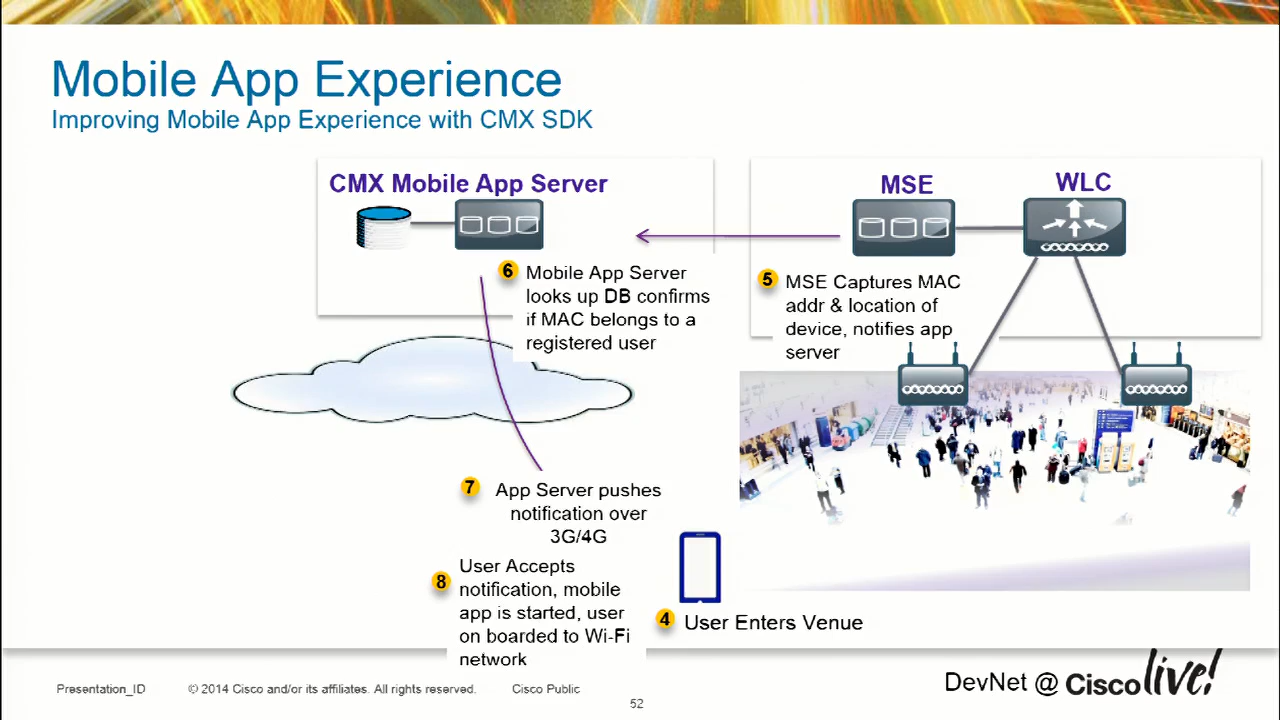 Mobile App Experience
Improving Mobile App Experience with CMX SDK
CMX Mobile App Server
MSE
WLC
6 Mobile App Server
looks up DB confirms
if MAC belongs to a
registered user
5 MSE Captures MAC
addr & location of
device, notifies app
server
7 App Server pushes
notification over
3G/4G
8 User Accepts
notification, mobile
app is started, user
on boarded to Wi-Fi
network
4 User Enters Venue
Presentation_ID © 2014 Cisco and/or its affiliates. All rights reserved. Cisco Public
52
DevNet @ Cisco live!